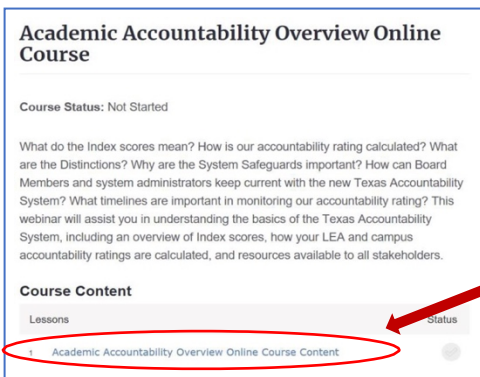 Academic Accountability Overview Online
Course
Course Status: Not Started
What do the Index scores mean? How is our accountability rating calculated? What
are the Distinctions? Why are the System Safeguards important? How can Board
Members and system administrators keep current with the new Texas Accountability
System? What timelines are important in monitoring our accountability rating? This
webinar will assist you in understanding the basics of the Texas Accountability
System, including an overview of Index scores, how your LEA and campus
accountability ratings are calculated, and resources available to all stakeholders.
Course Content
Lessons Status
1 Academic Accountability Overview Online Course Content